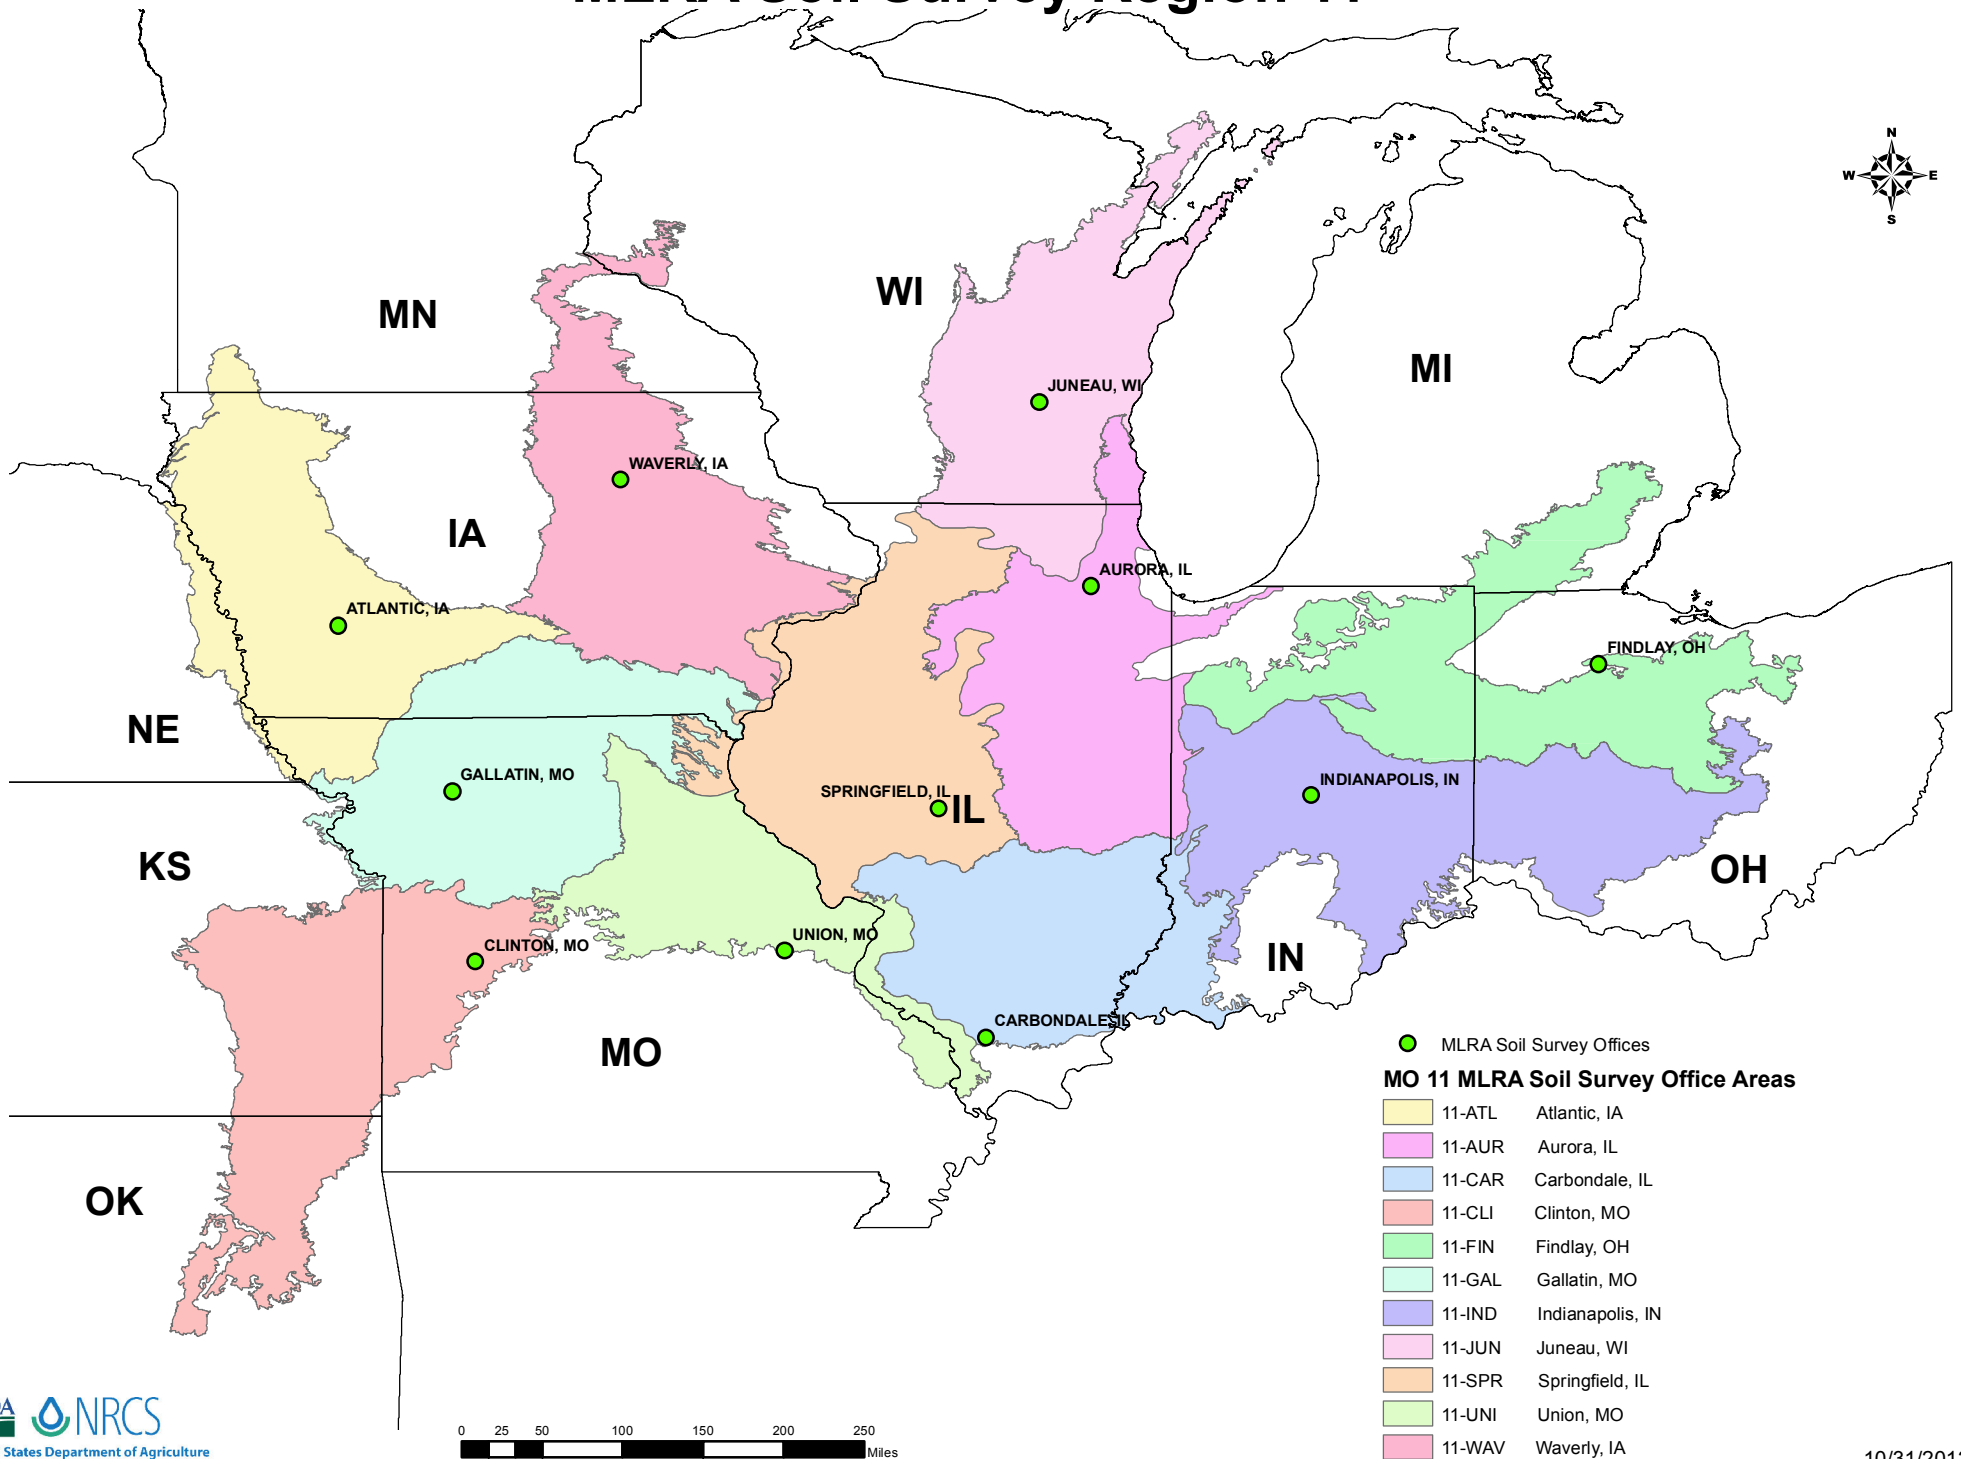 MLRA Soil Survey Region 11
N
W E
S
MN
WI
MI
JUNEAU, WI
WAVERLY, IA
IA
AURORA, IL
ATLANTIC, IA
FINDLAY, OH
NE
GALLATIN, MO
INDIANAPOLIS, IN
SPRINGFIELD, IL
IL
KS
OH
UNION, MO
CLINTON, MO
IN
CARBONDALE, IL
MO
OK
MLRA Soil Survey Offices
MO 11 MLRA Soil Survey Office Areas
11-ATL Atlantic, IA
11-AUR Aurora, IL
11-CAR Carbondale, IL
11-CLI Clinton, MO
11-FIN Findlay, OH
11-GAL Gallatin, MO
11-IND Indianapolis, IN
11-JUN Juneau, WI
11-SPR Springfield, IL
11-UNI Union, MO
11-WAV Waverly, IA
NRCS
States Department of Agriculture
0 25 50 100 150 200 250
Miles